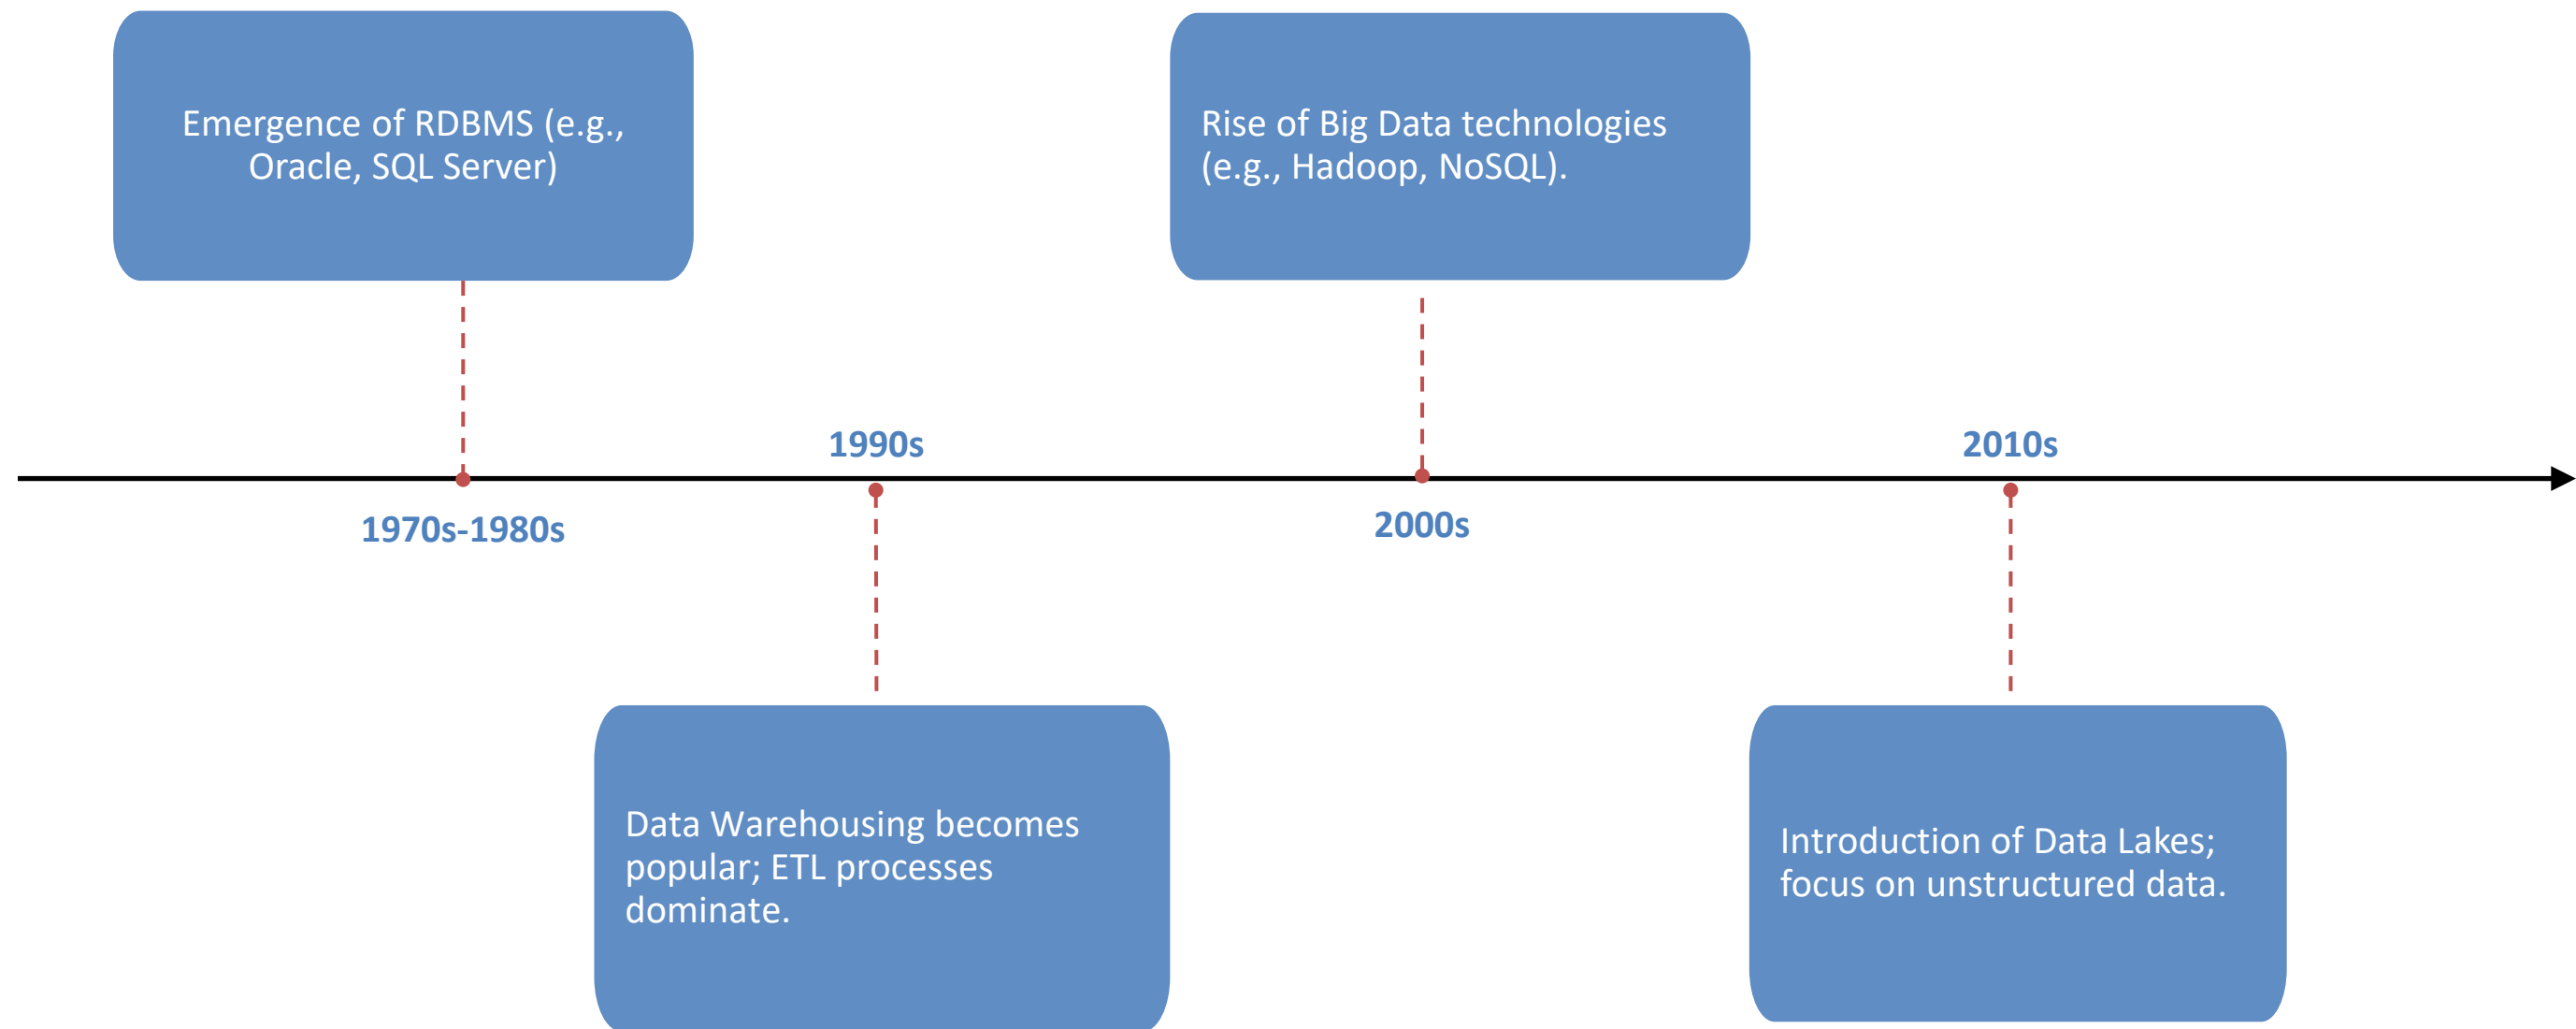 Emergence of RDBMS (e.g.,
Oracle, SQL Server)
Rise of Big Data technologies
(e.g., Hadoop, NoSQL).
1990s
2010s
1970s-1980s
2000s
Data Warehousing becomes
popular; ETL processes
dominate.
Introduction of Data Lakes;
focus on unstructured data.